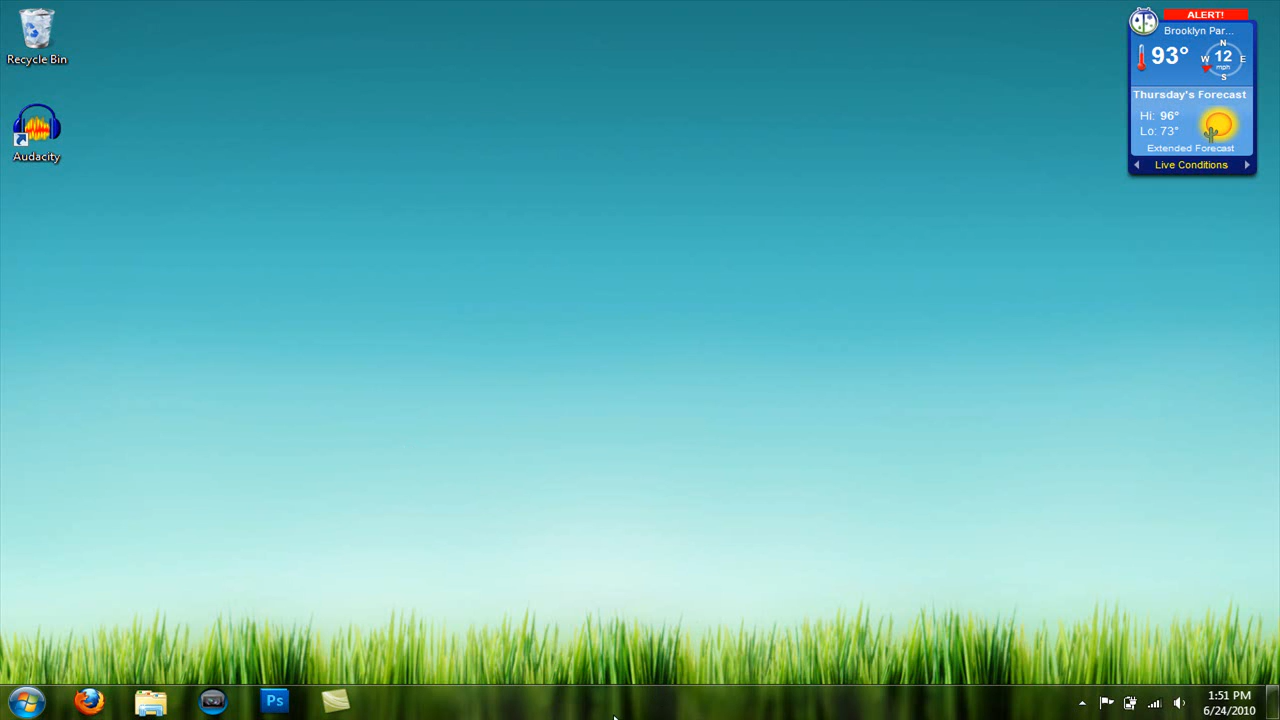 Recycle Bin
Audacity
ALERT!
Brooklyn Par...
93°
N
W 12 E
mph
S
Thursday's Forecast
Hi: 96°
Lo: 73°
Extended Forecast
Live Conditions
Ps
1:51 PM
6/24/2010